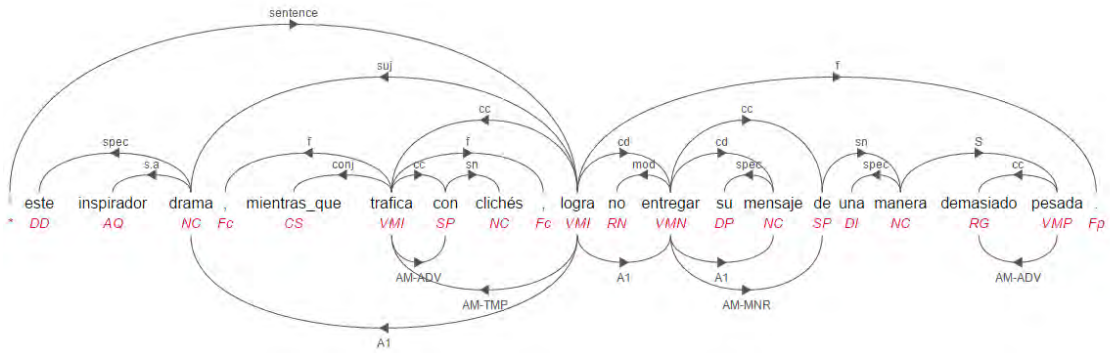 sentence
suj f
cc cc
spec f cc f cd cd sn S
s.a conj cc sn mod spec spec cc
este inspirador drama , mientras_que trafica con clichés , logra no entregar su mensaje de una manera demasiado pesada .
* DD AQ NC Fc CS VMI SP NC Fc VMI RN VMN DP NC SP DI NC RG VMP Fp
AM-ADV A1 A1 AM-ADV
AM-TMP AM-MNR
A1